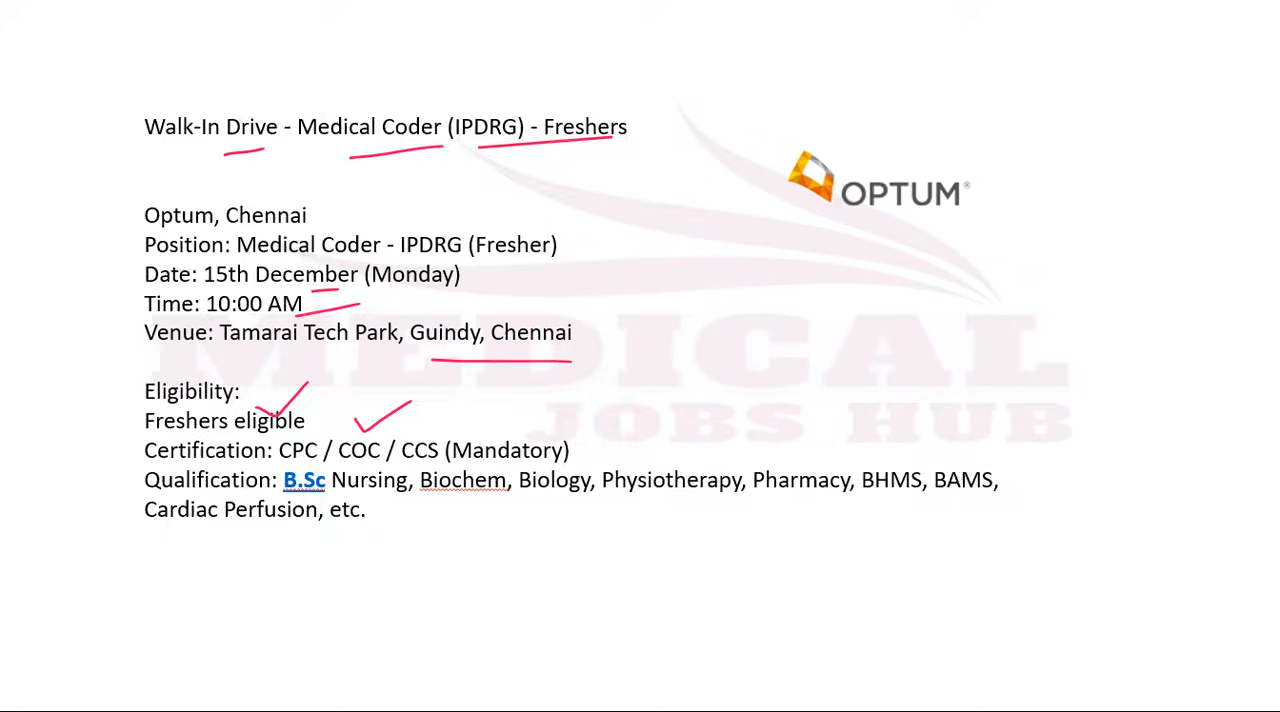 Walk-In Drive - Medical Coder (IPDRG) - Freshers
OPTUM®
Optum, Chennai
Position: Medical Coder - IPDRG (Fresher)
Date: 15th December (Monday)
Time: 10:00 AM
Venue: Tamarai Tech Park, Guindy, Chennai
MEDICAL
JOBS HUB
Eligibility:
Freshers eligible
Certification: CPC / COC / CCS (Mandatory)
Qualification: B.Sc Nursing, Biochem, Biology, Physiotherapy, Pharmacy, BHMS, BAMS,
Cardiac Perfusion, etc.